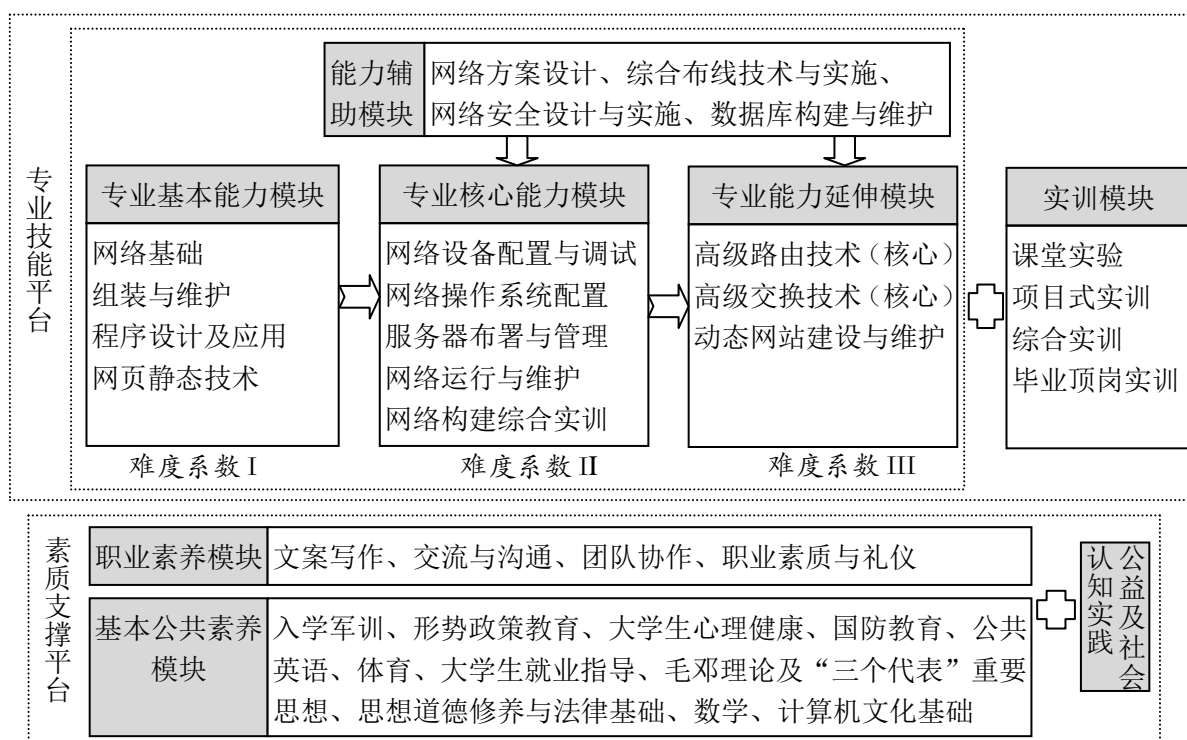 能力辅
助模块
网络方案设计、综合布线技术与实施、
网络安全设计与实施、数据库构建与维护
专业技能平台
专业基本能力模块
网络基础
组装与维护
程序设计及应用
网页静态技术
难度系数 I
专业核心能力模块
网络设备配置与调试
网络操作系统配置
服务器布署与管理
网络运行与维护
网络构建综合实训
难度系数 II
专业能力延伸模块
高级路由技术(核心)
高级交换技术(核心)
动态网站建设与维护
难度系数 III
实训模块
课堂实验
项目式实训
综合实训
毕业顶岗实训
素质支撑平台
职业素养模块
文案写作、交流与沟通、团队协作、职业素质与礼仪
基本公共素养
模块
入学军训、形势政策教育、大学生心理健康、国防教育、公共
英语、体育、大学生就业指导、毛邓理论及“三个代表”重要
思想、思想道德修养与法律基础、数学、计算机文化基础
公益及社会
认知实践